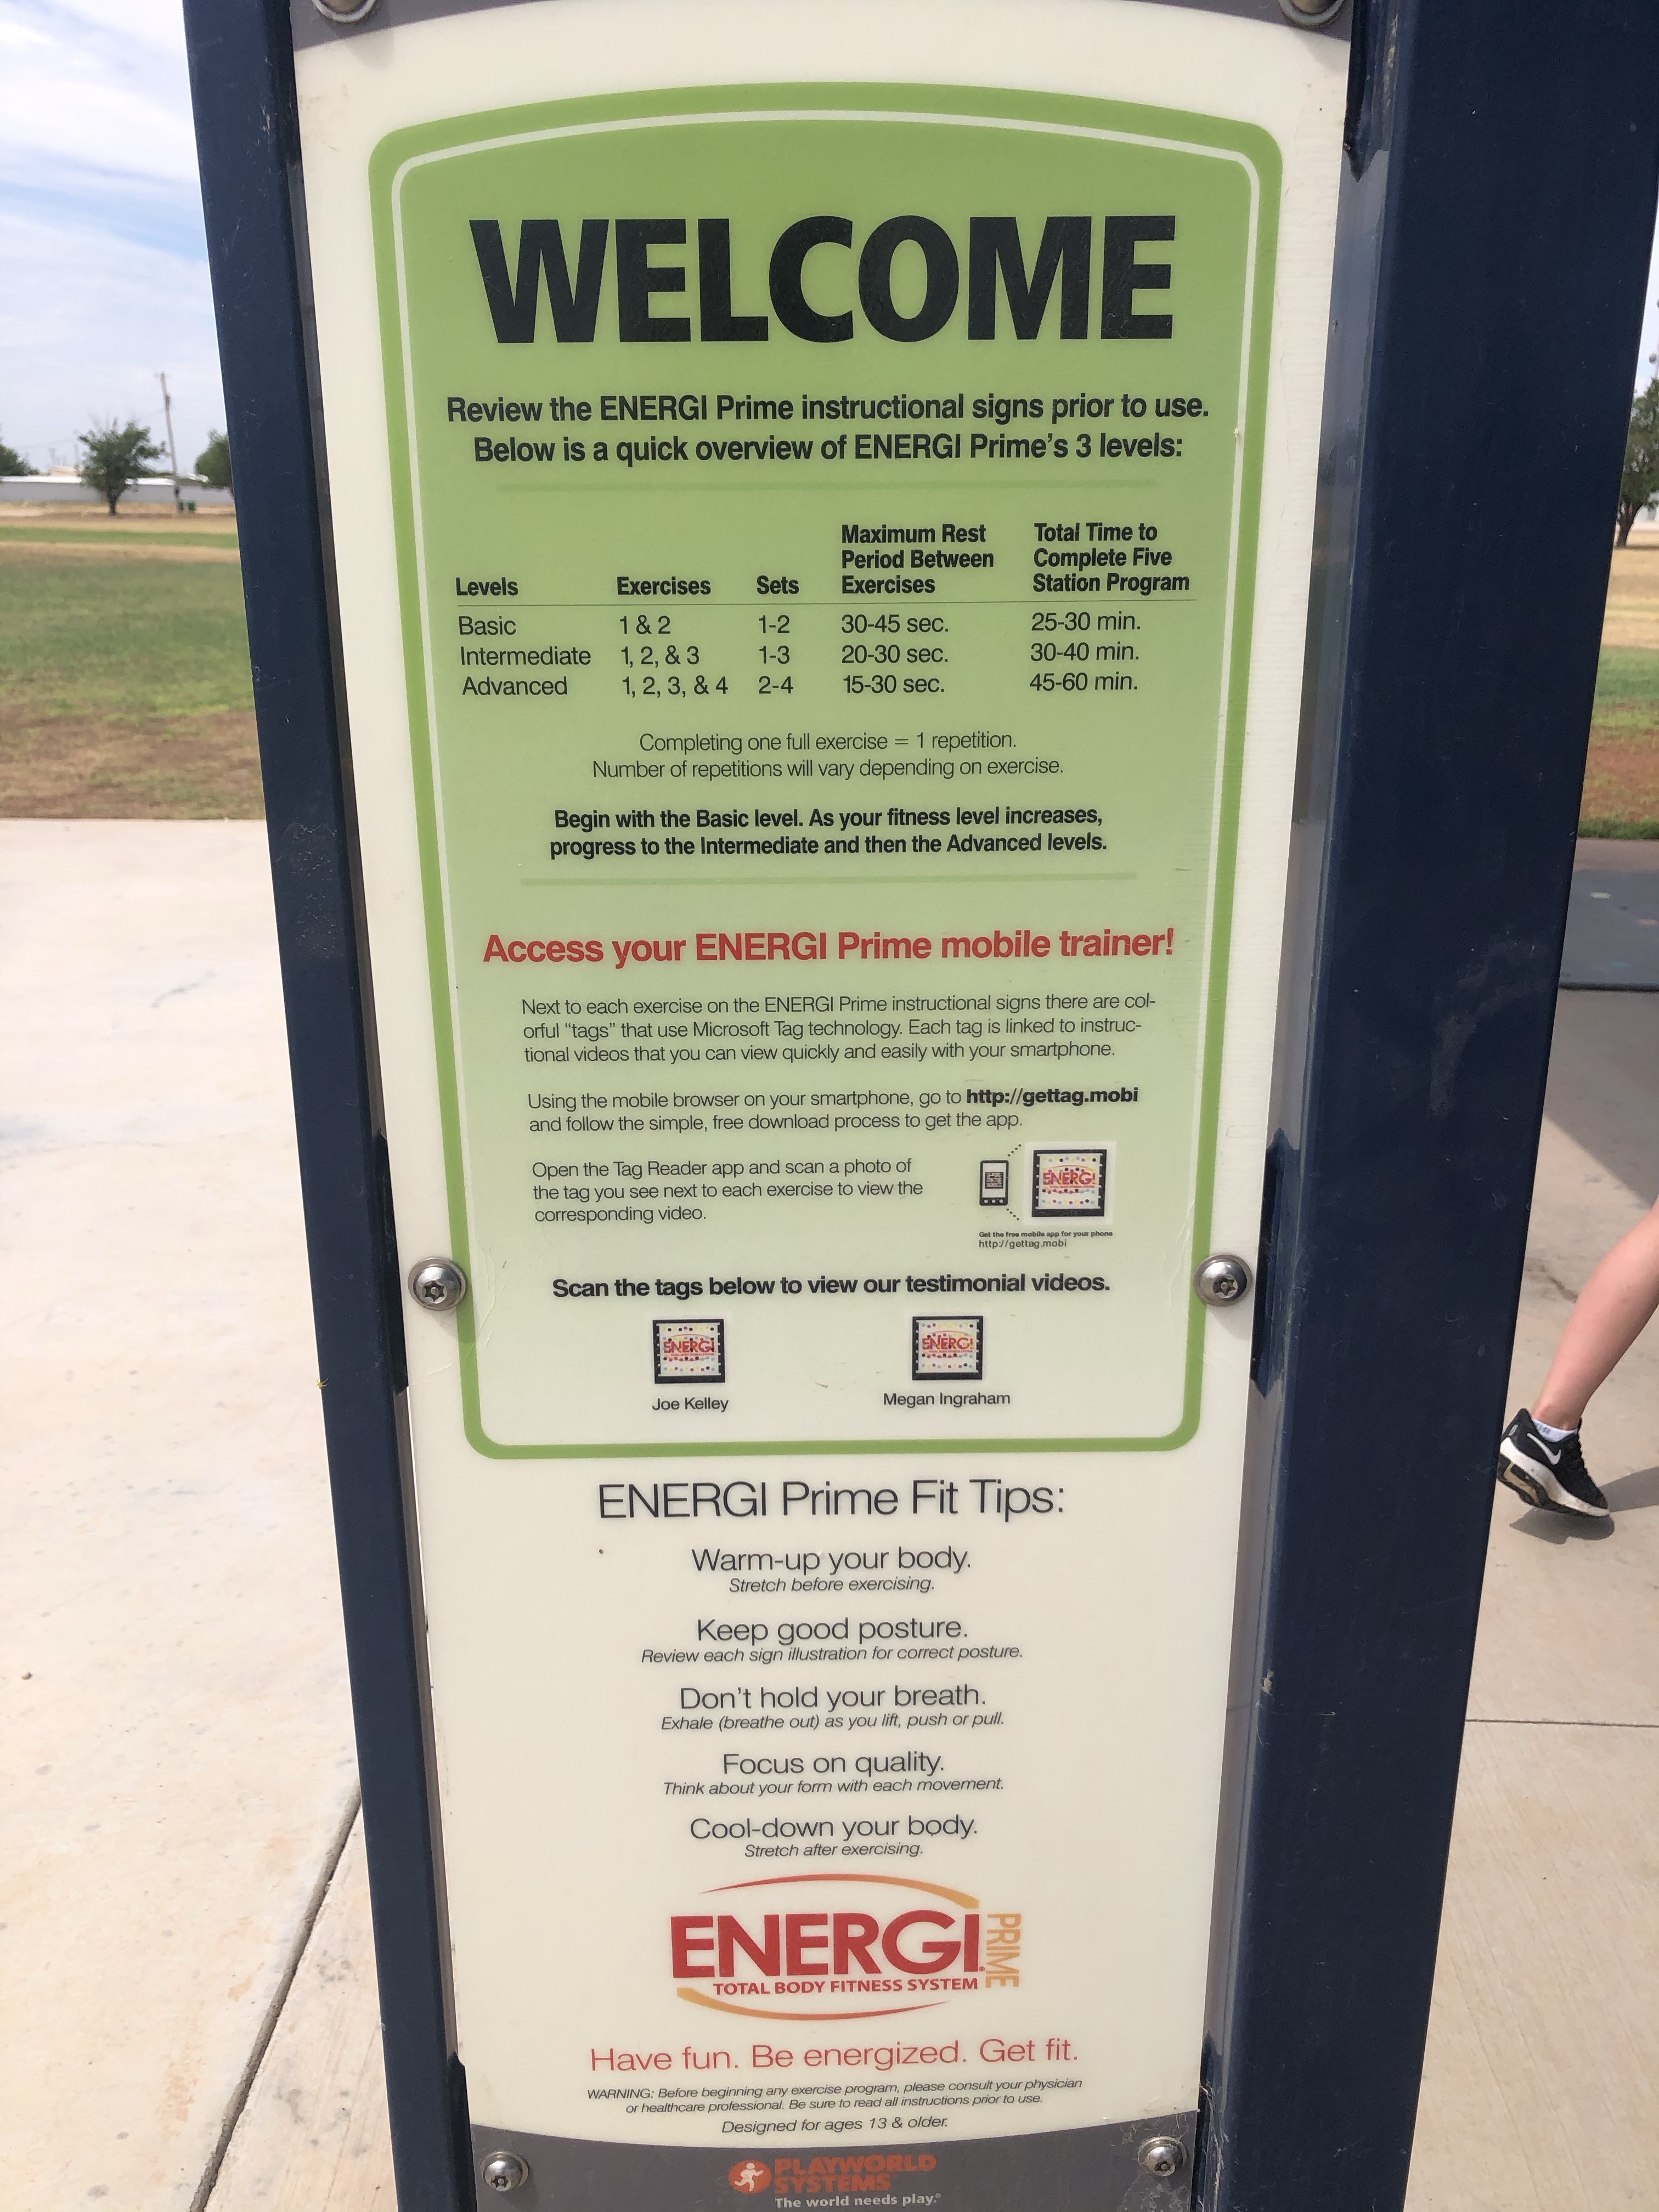 WELCOME
Review the ENERGI Prime instructional signs prior to use.
Below is a quick overview of ENERGI Prime's 3 levels:
Levels Exercises Sets Maximum Rest Period Between Exercises Total Time to Complete Five Station Program
Basic 1 & 2 1-2 30-45 sec. 25-30 min.
Intermediate 1, 2, & 3 1-3 20-30 sec. 30-40 min.
Advanced 1, 2, 3, & 4 2-4 15-30 sec. 45-60 min.
Completing one full exercise = 1 repetition.
Number of repetitions will vary depending on exercise.
Begin with the Basic level. As your fitness level increases,
progress to the Intermediate and then the Advanced levels.
Access your ENERGI Prime mobile trainer!
Next to each exercise on the ENERGI Prime instructional signs there are col-
orful "tags" that use Microsoft Tag technology. Each tag is linked to instruc-
tional videos that you can view quickly and easily with your smartphone.
Using the mobile browser on your smartphone, go to http://gettag.mobi
and follow the simple, free download process to get the app.
Open the Tag Reader app and scan a photo of
the tag you see next to each exercise to view the
corresponding video.
ENERGI
Get the free mobile app for your phone
http://gettag.mobi
Scan the tags below to view our testimonial videos.
ENERGI ENERGI
Joe Kelley Megan Ingraham
ENERGI Prime Fit Tips:
Warm-up your body.
Stretch before exercising.
Keep good posture.
Review each sign illustration for correct posture.
Don't hold your breath.
Exhale (breathe out) as you lift, push or pull.
Focus on quality.
Think about your form with each movement.
Cool-down your body.
Stretch after exercising.
ENERGI PRIME
TOTAL BODY FITNESS SYSTEM
Have fun. Be energized. Get fit.
WARNING: Before beginning any exercise program, please consult your physician
or healthcare professional. Be sure to read all instructions prior to use.
Designed for ages 13 & older.
PLAYWORLD
SYSTEMS
The world needs play.®